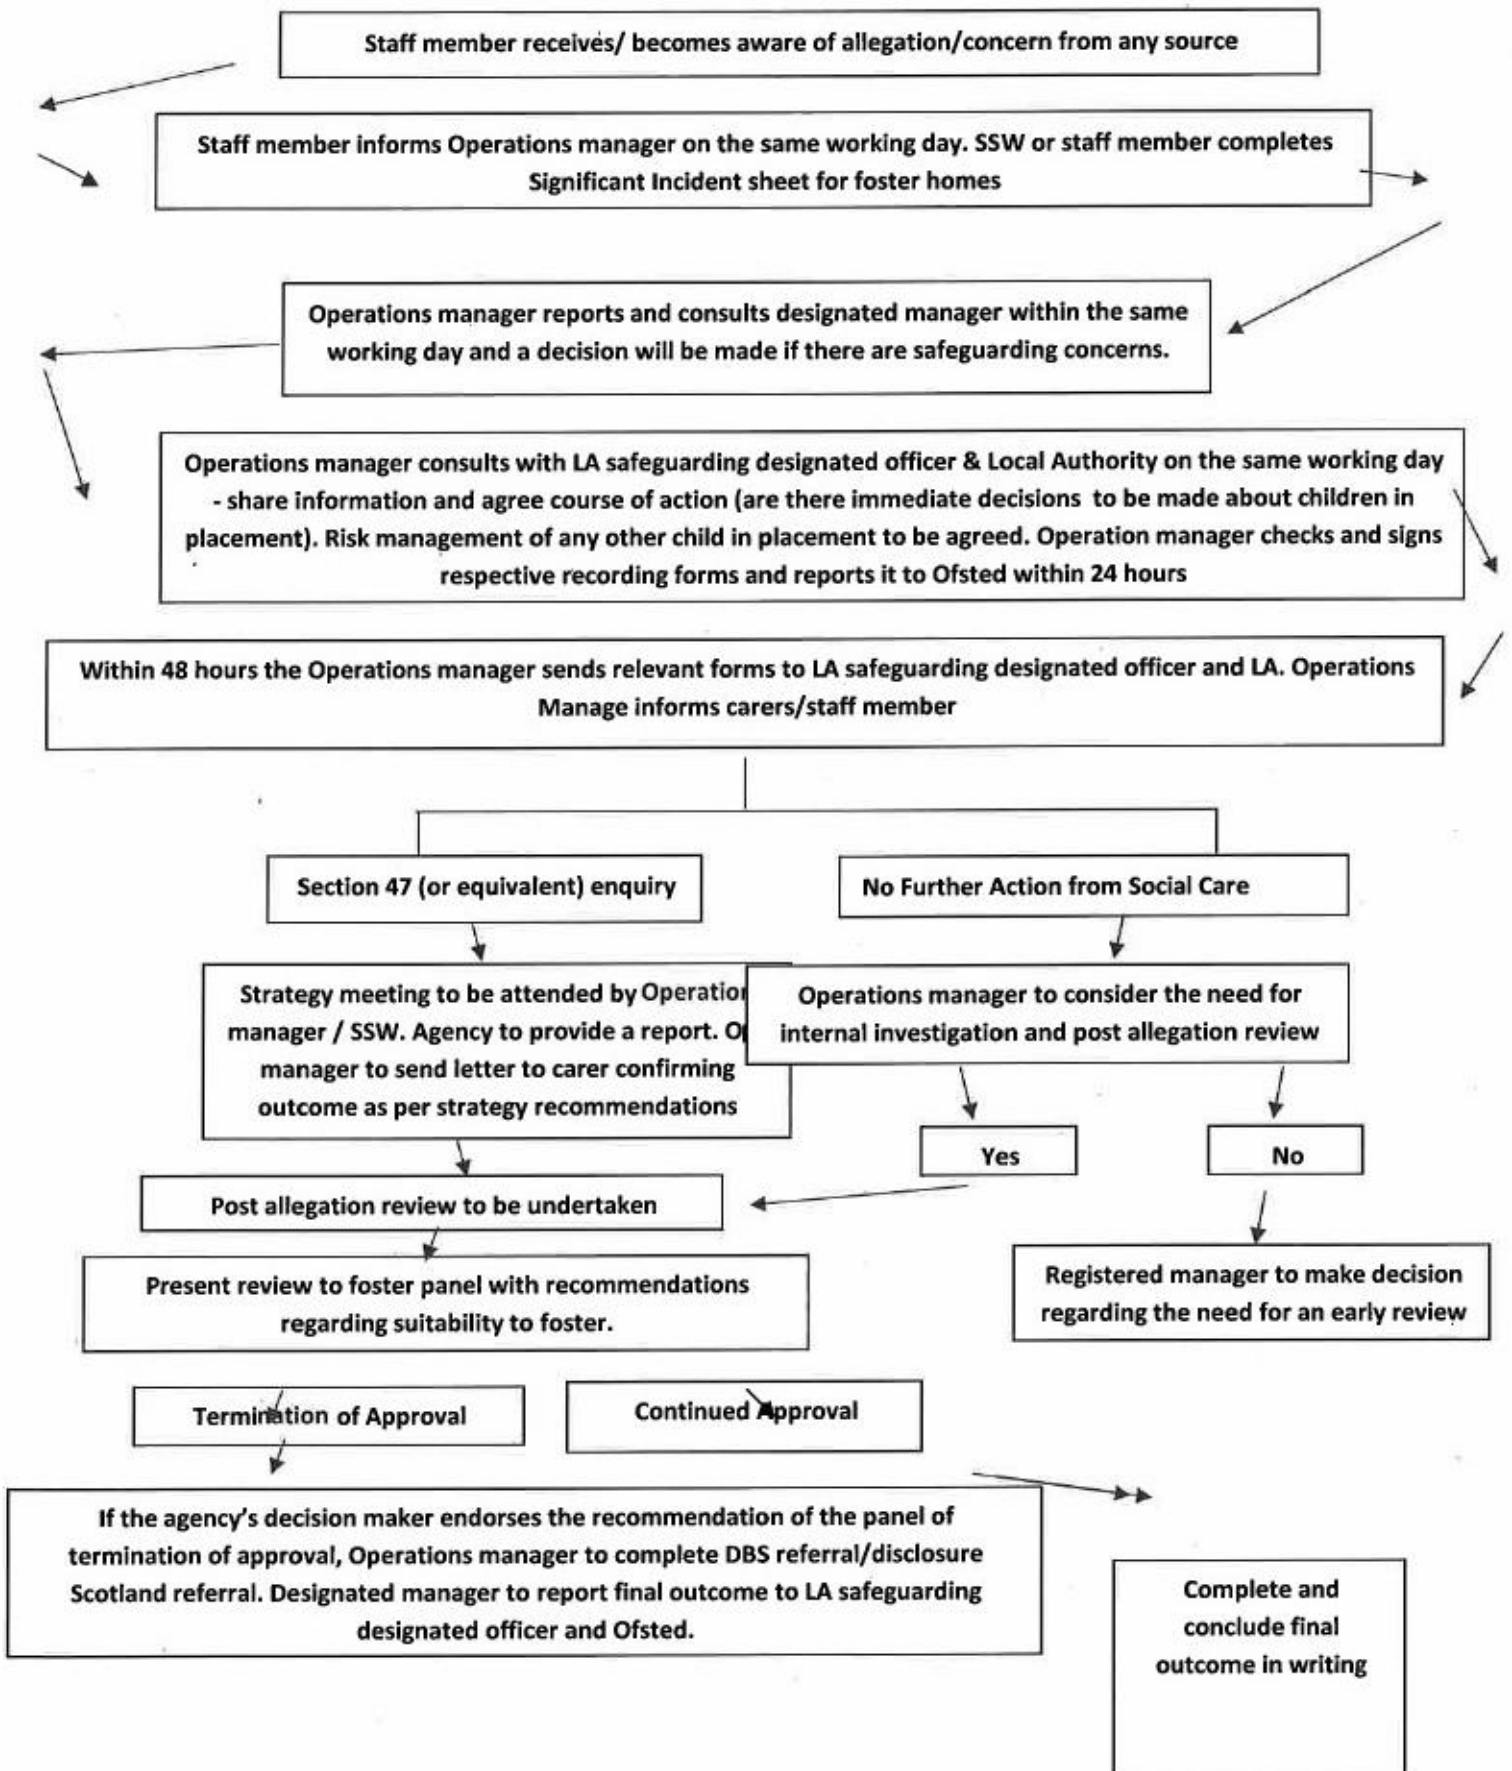 Staff member receives/ becomes aware of allegation/concern from any source
Staff member informs Operations manager on the same working day. SSW or staff member completes
Significant Incident sheet for foster homes
Operations manager reports and consults designated manager within the same
working day and a decision will be made if there are safeguarding concerns.
Operations manager consults with LA safeguarding designated officer & Local Authority on the same working day
- share information and agree course of action (are there immediate decisions to be made about children in
placement). Risk management of any other child in placement to be agreed. Operation manager checks and signs
respective recording forms and reports it to Ofsted within 24 hours
Within 48 hours the Operations manager sends relevant forms to LA safeguarding designated officer and LA. Operations
Manage informs carers/staff member
Section 47 (or equivalent) enquiry
No Further Action from Social Care
Strategy meeting to be attended by
manager / SSW. Agency to provide a report.
manager to send letter to carer confirming
outcome as per strategy recommendations
Operations manager to consider the need for
internal investigation and post allegation review
Yes
No
Post allegation review to be undertaken
Present review to foster panel with recommendations
regarding suitability to foster.
Registered manager to make decision
regarding the need for an early review
Termination of Approval
Continued Approval
If the agency's decision maker endorses the recommendation of the panel of
termination of approval, Operations manager to complete DBS referral/disclosure
Scotland referral. Designated manager to report final outcome to LA safeguarding
designated officer and Ofsted.
Complete and
conclude final
outcome in writing